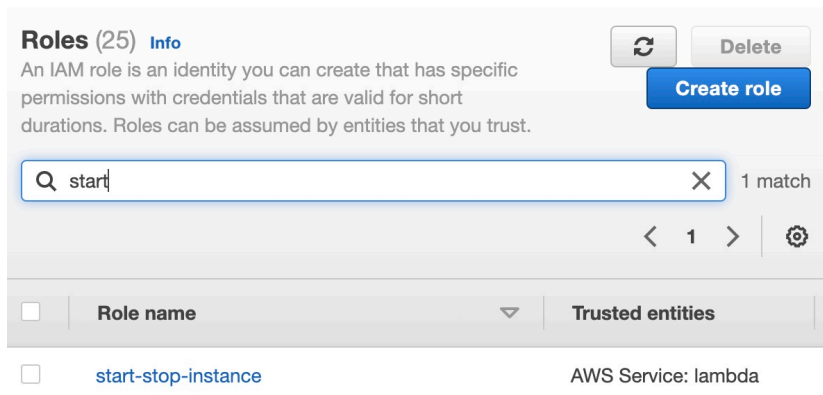 Roles (25) Info
Delete
An IAM role is an identity you can create that has specific
permissions with credentials that are valid for short
durations. Roles can be assumed by entities that you trust.
Create role
start
1 match
1
Role name
Trusted entities
start-stop-instance
AWS Service: lambda